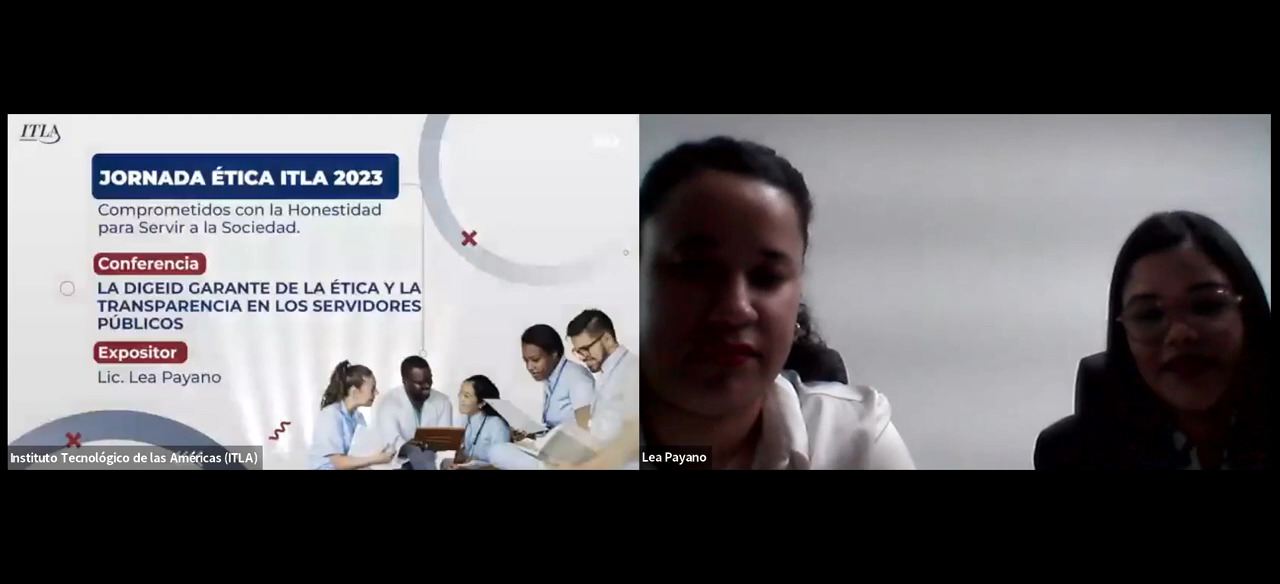 ITLA
JORNADA ÉTICA ITLA 2023
Comprometidos con la Honestidad
para Servir a la Sociedad.
Conferencia
LA DIGEID GARANTE DE LA ÉTICA Y LA
TRANSPARENCIA EN LOS SERVIDORES
PÚBLICOS
Expositor
Lic. Lea Payano
Instituto Tecnológico de las Américas (ITLA)
Lea Payano